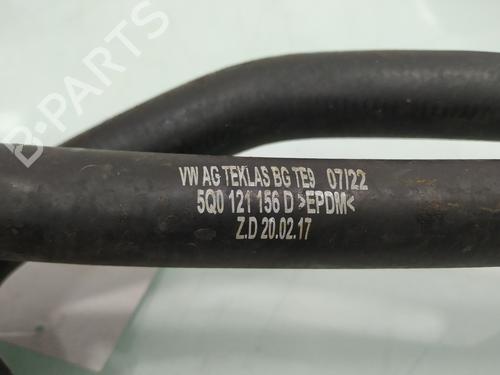 B-PARTS
VW AG TEKLAS BG TE9 07/22
5Q0 121 156 D >EPDM<
Z.D 20.02.17